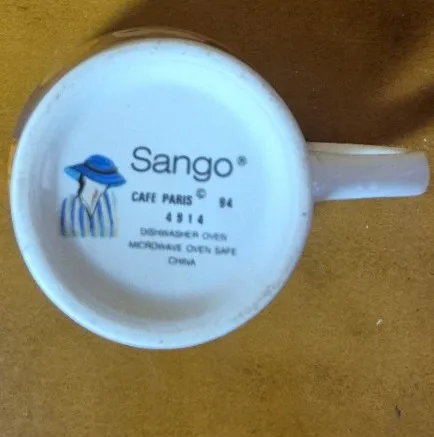 Sango®
CAFE PARIS © 94
4914
DISHWASHER OVEN
MICROWAVE OVEN SAFE
CHINA